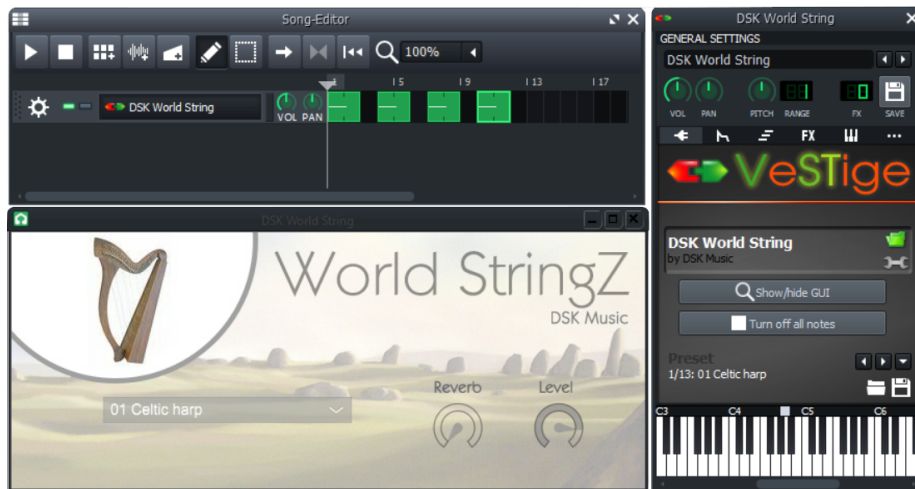 Song-Editor
100%
1 | 5 | 9 | 13 | 17
DSK World String
VOL PAN
DSK World String
World StringZ
DSK Music
Reverb Level
01 Celtic harp
DSK World String
GENERAL SETTINGS
DSK World String
1 0
VOL PAN PITCH RANGE FX SAVE
FX
VeSTige
DSK World String
by DSK Music
Show/hide GUI
Turn off all notes
Preset
1/13: 01 Celtic harp
C3 C4 C5 C6